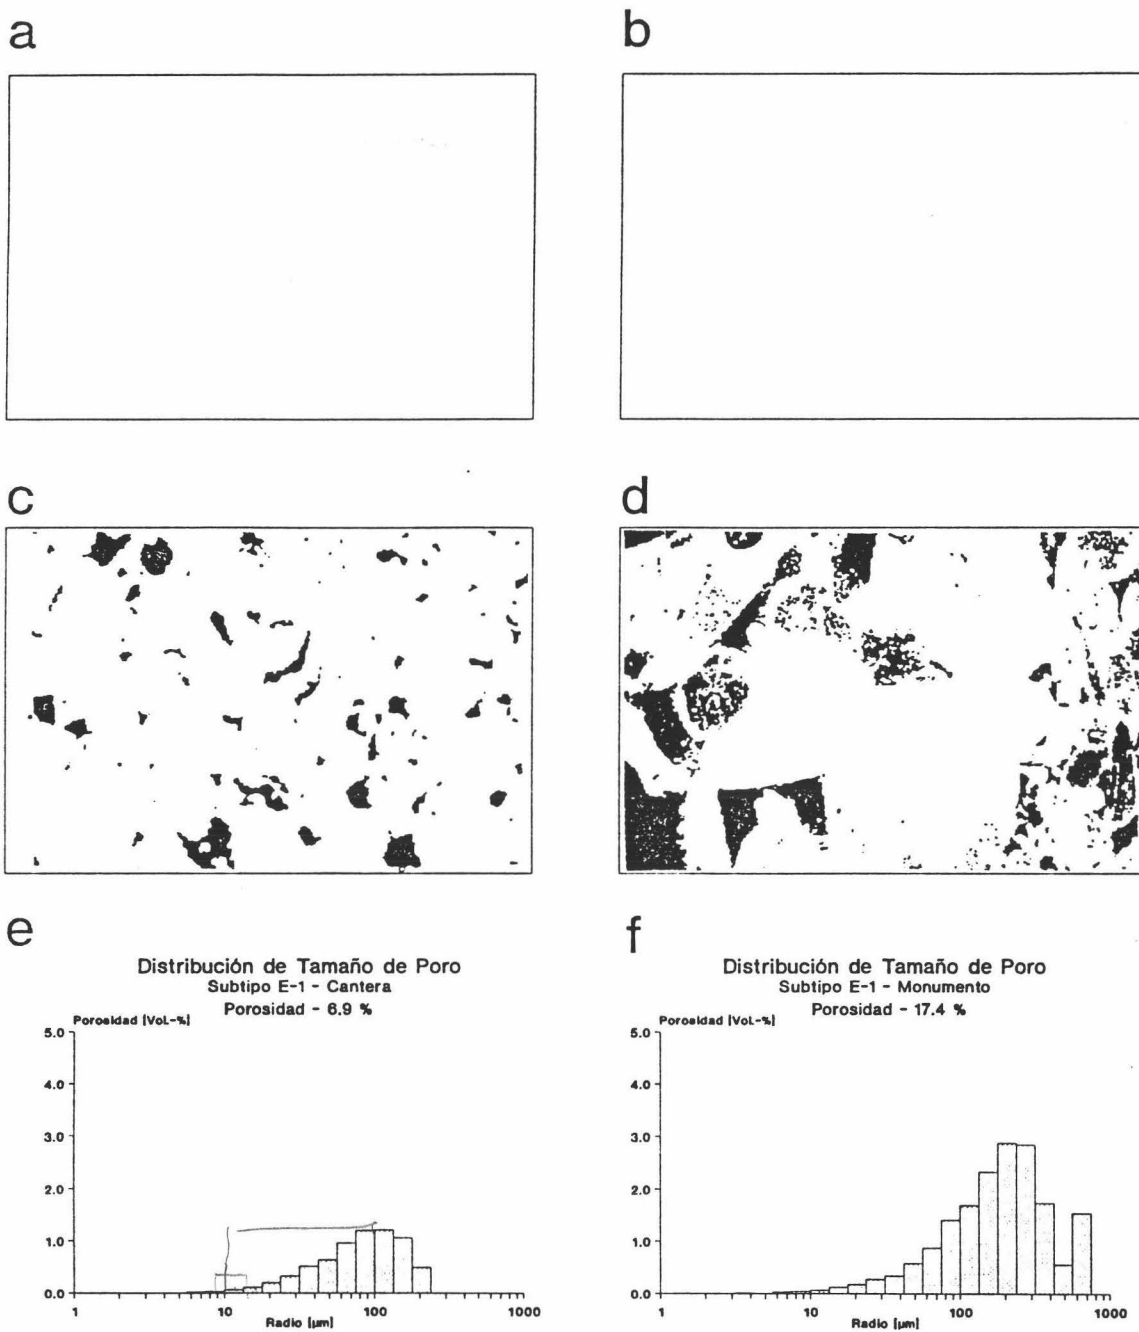 a
b
c
d
e
Distribución de Tamaño de Poro
Subtipo E-1 - Cantera
Porosidad - 6.9 %
Porosidad [Vol.-%]
5.0
4.0
3.0
2.0
1.0
0.0
1
10
100
1000
Radio [µm]
f
Distribución de Tamaño de Poro
Subtipo E-1 - Monumento
Porosidad - 17.4 %
Porosidad [Vol.-%]
5.0
4.0
3.0
2.0
1.0
0.0
1
10
100
1000
Radio [µm]